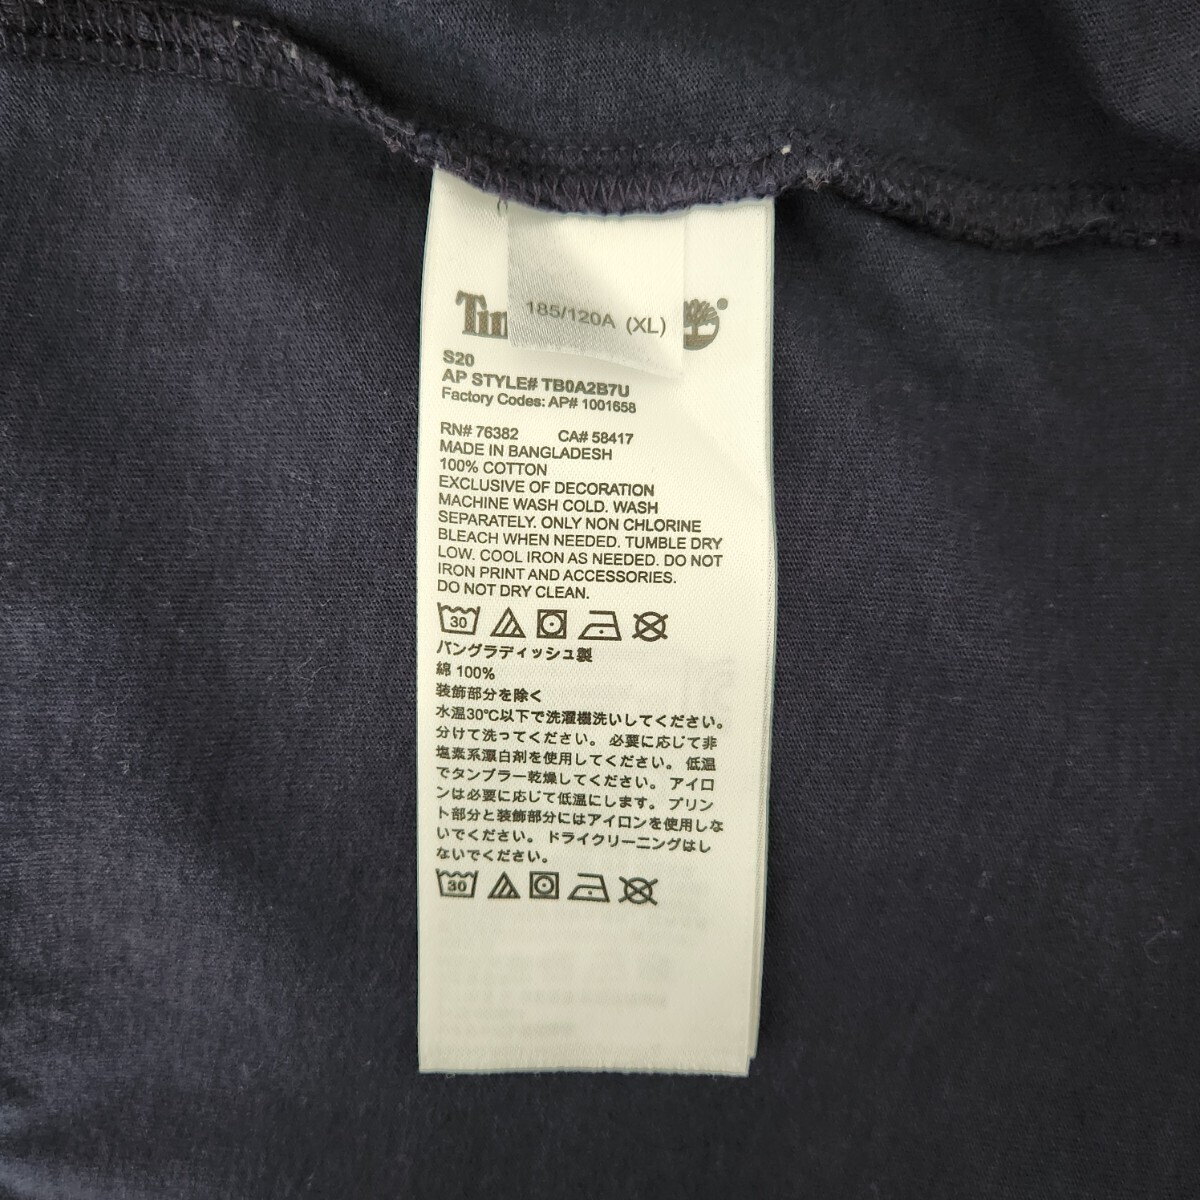 185/120A (XL)
S20
AP STYLE# TB0A2B7U
Factory Codes: AP# 1001658
RN# 76382 CA# 58417
MADE IN BANGLADESH
100% COTTON
EXCLUSIVE OF DECORATION
MACHINE WASH COLD. WASH
SEPARATELY. ONLY NON CHLORINE
BLEACH WHEN NEEDED. TUMBLE DRY
LOW. COOL IRON AS NEEDED. DO NOT
IRON PRINT AND ACCESSORIES.
DO NOT DRY CLEAN.
30
バングラディッシュ製
綿 100%
装飾部分を除く
水温30℃以下で洗濯機洗いしてください。
分けて洗ってください。 必要に応じて非
塩素系漂白剤を使用してください。 低温
でタンブラー乾燥してください。 アイロ
ンは必要に応じて低温にします。 プリン
ト部分と装飾部分にはアイロンを使用しな
いでください。 ドライクリーニングはし
ないでください。
30